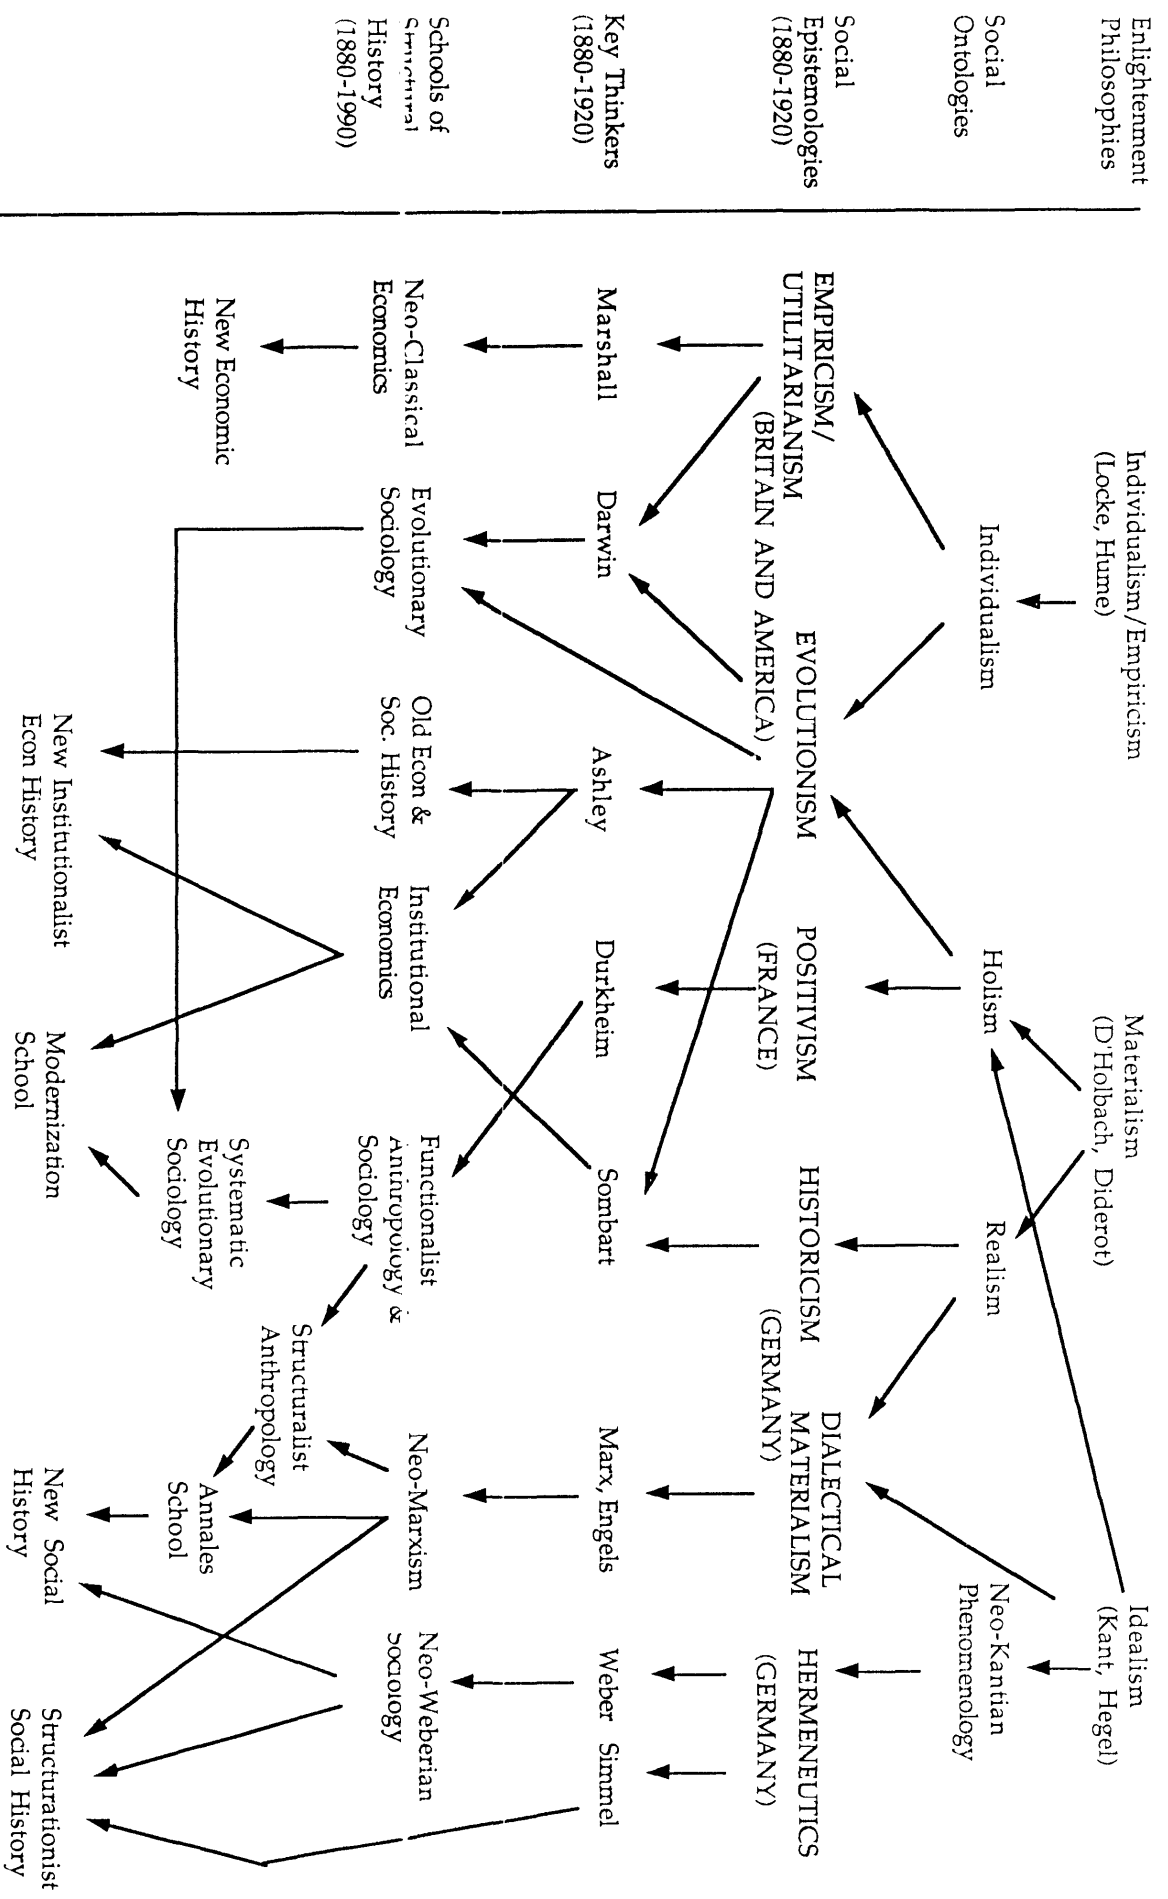 Enlightenment
Philosophies
Individualism/Empiricism
(Locke, Hume)
Materialism
(D'Holbach, Diderot)
Idealism
(Kant, Hegel)
Social
Ontologies
Individualism
Holism
Realism
Neo-Kantian
Phenomenology
Social
Epistemologies
(1880-1920)
EMPIRICISM/
UTILITARIANISM
(BRITAIN AND AMERICA)
EVOLUTIONISM
POSITIVISM
(FRANCE)
HISTORICISM
(GERMANY)
DIALECTICAL
MATERIALISM
HERMENEUTICS
(GERMANY)
Key Thinkers
(1880-1920)
Marshall
Darwin
Ashley
Durkheim
Sombart
Marx, Engels
Weber
Simmel
Schools of
Structural
History
(1880-1990)
Neo-Classical
Economics
Evolutionary
Sociology
Old Econ &
Soc. History
Institutional
Economics
Functionalist
Anthropology &
Sociology
Neo-Marxism
Neo-Weberian
Sociology
Structuralist
Anthropology
New Economic
History
Systematic
Evolutionary
Sociology
Annales
School
New Institutionalist
Econ History
Modernization
School
New Social
History
Structurationist
Social History